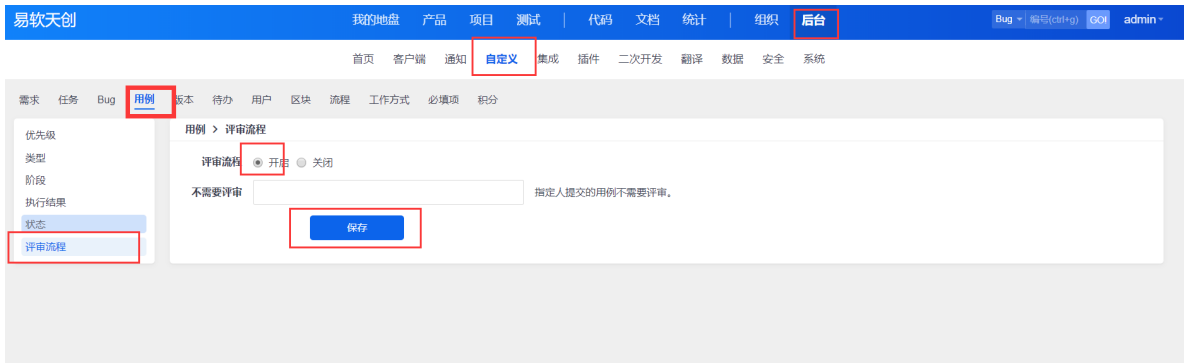 易软天创 我的地盘 产品 项目 测试 | 代码 文档 统计 | 组织 后台 Bug 编号(ctrl+g) GO! admin
首页 客户端 通知 自定义 集成 插件 二次开发 翻译 数据 安全 系统
需求 任务 Bug 用例 版本 待办 用户 区块 流程 工作方式 必填项 积分
优先级
类型
阶段
执行结果
状态
评审流程
用例 > 评审流程
评审流程 开启 关闭
不需要评审 指定人提交的用例不需要评审。
保存